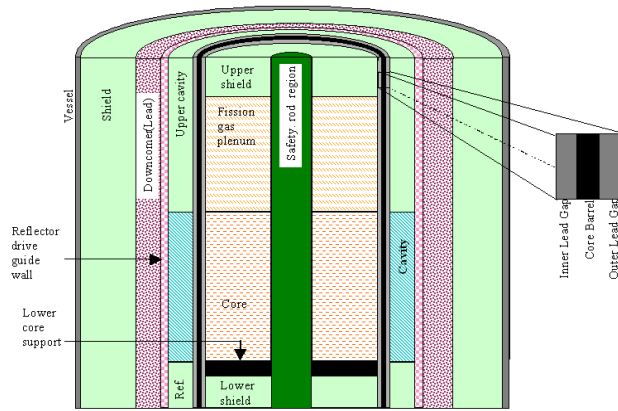 Vessel
Shield
Downcomer(Lead)
Upper cavity
Upper
shield
Fission
gas
plenum
Safety rod region
Inner Lead Gap
Core Barrel
Outer Lead Gap
Reflector
drive
guide
wall
Cavity
Core
Lower
core
support
Ref.
Lower
shield